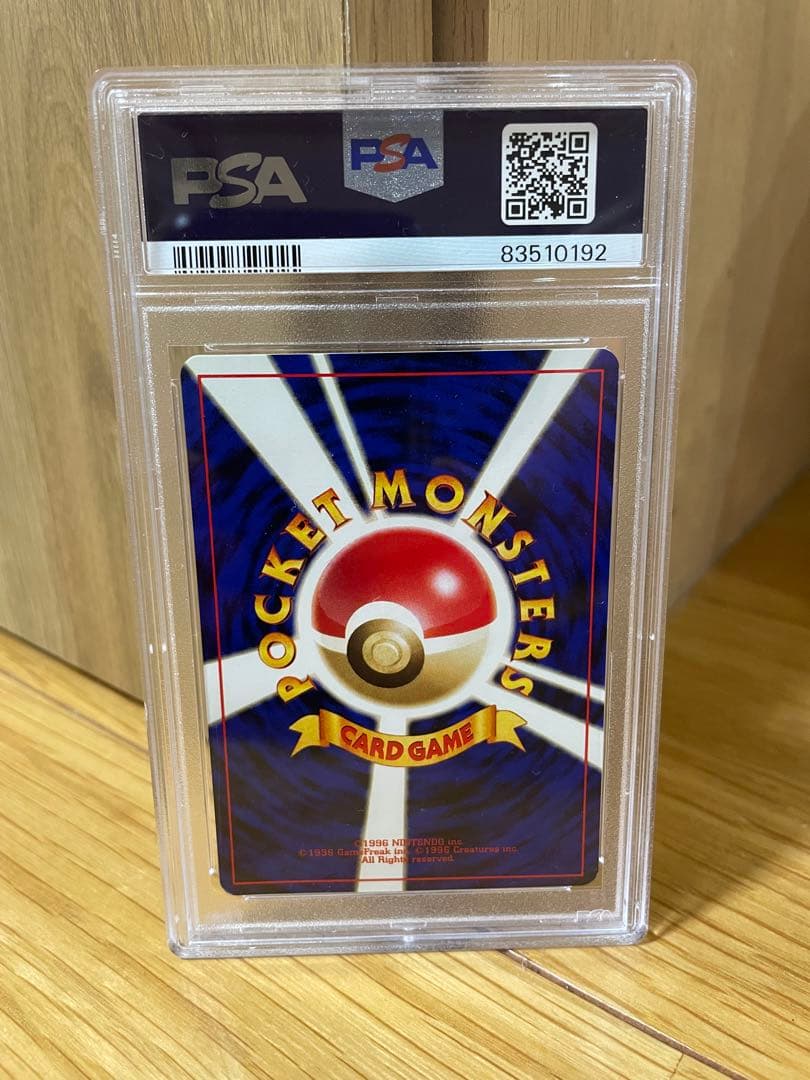 PSA
PSA
83510192
POCKET MONSTERS
CARD GAME
©1996 NINTENDO inc.
©1996 GameFreak inc. ©1996 Creatures inc.
All Rights reserved.